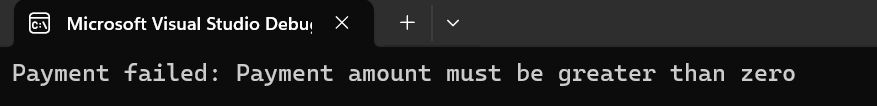 Microsoft Visual Studio Debu
Payment failed: Payment amount must be greater than zero